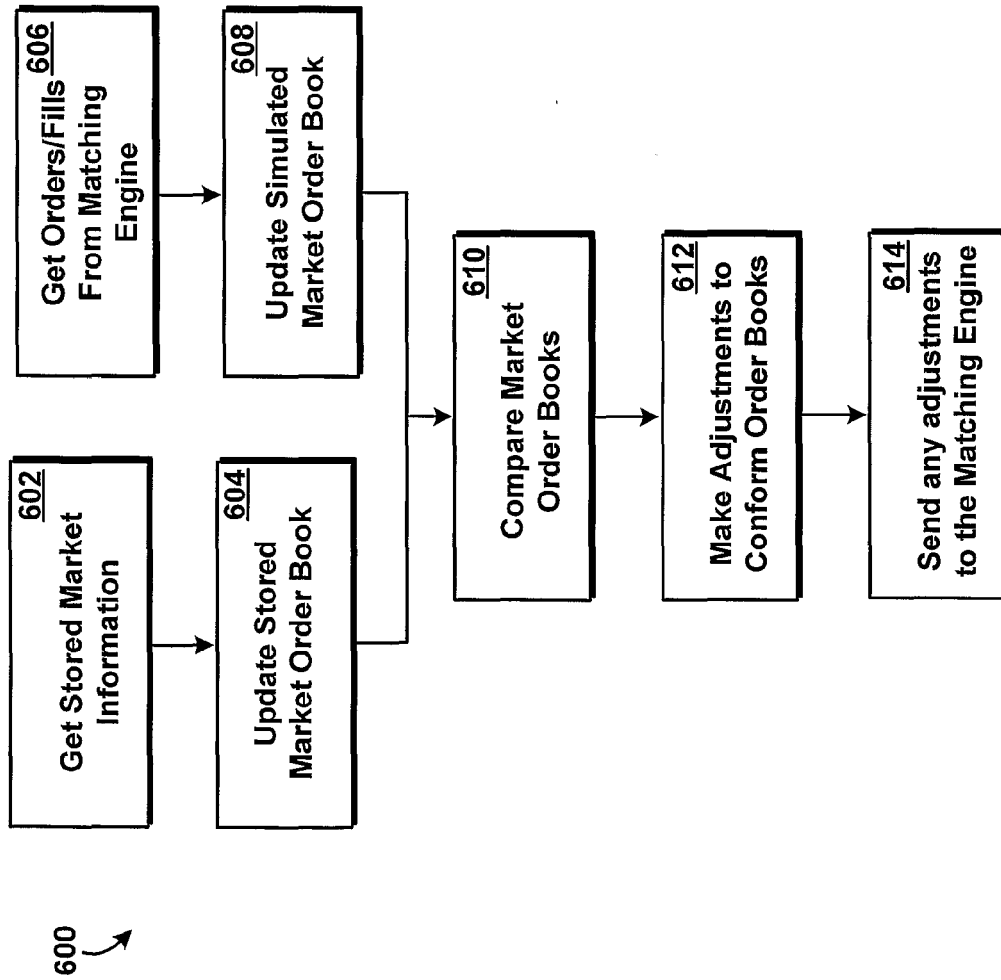 600
602
Get Stored Market
Information
604
Update Stored
Market Order Book
606
Get Orders/Fills
From Matching
Engine
608
Update Simulated
Market Order Book
610
Compare Market
Order Books
612
Make Adjustments to
Conform Order Books
614
Send any adjustments
to the Matching Engine